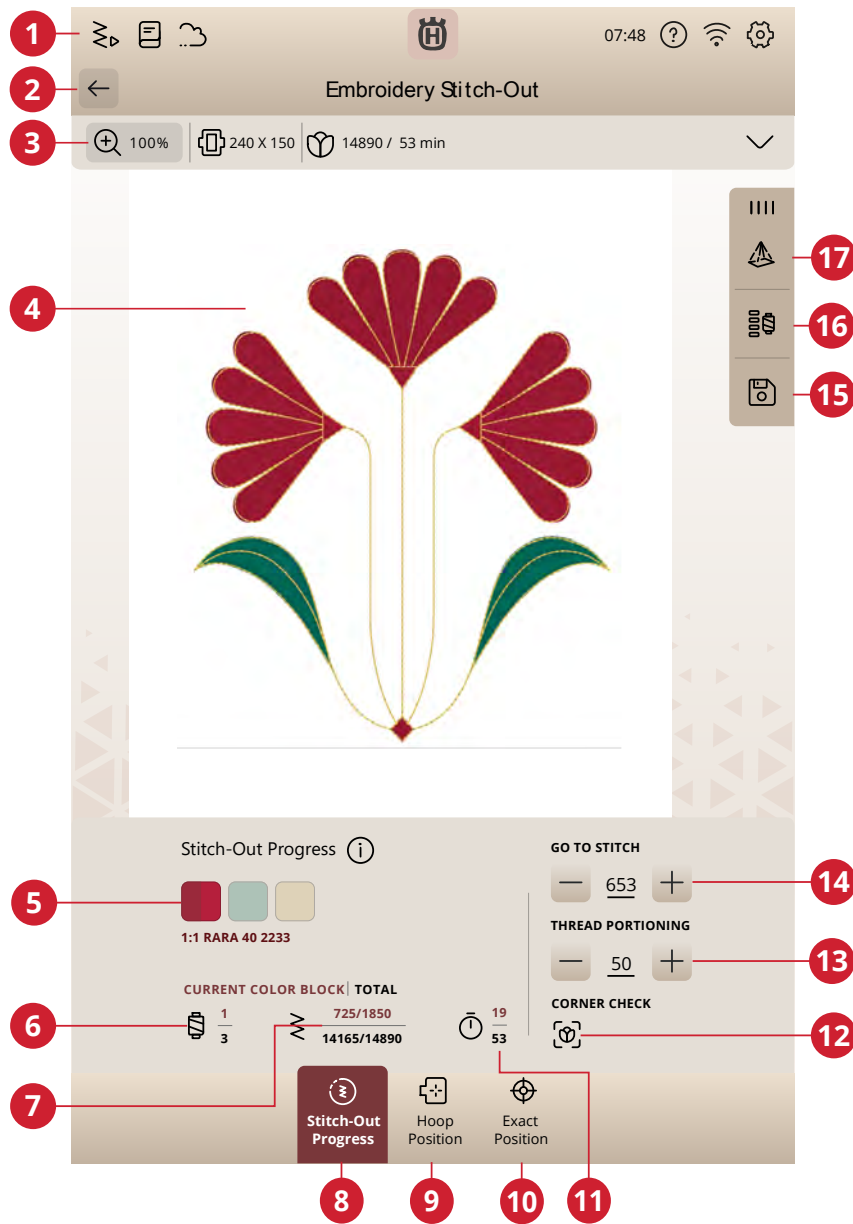 1
07:48
?
H
2
Embroidery Stitch-Out
3
100%
240 X 150
14890 / 53 min
4
17
16
15
Stitch-Out Progress
i
GO TO STITCH
5
653
14
1:1 RARA 40 2233
THREAD PORTIONING
50
13
CURRENT COLOR BLOCK | TOTAL
CORNER CHECK
6
1
3
725/1850
14165/14890
19
53
12
7
Stitch-Out
Progress
Hoop
Position
Exact
Position
8
9
10
11